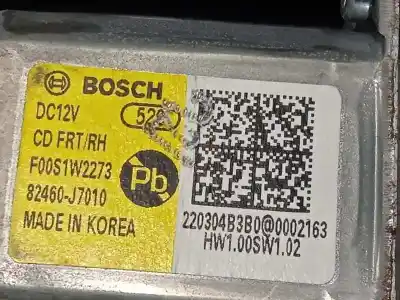 BOSCH
DC12V 52
CD FRT/RH
F00S1W2273
Pb
82460-J7010
MADE IN KOREA
220304B3B0@0002163
HW1.00SW1.02